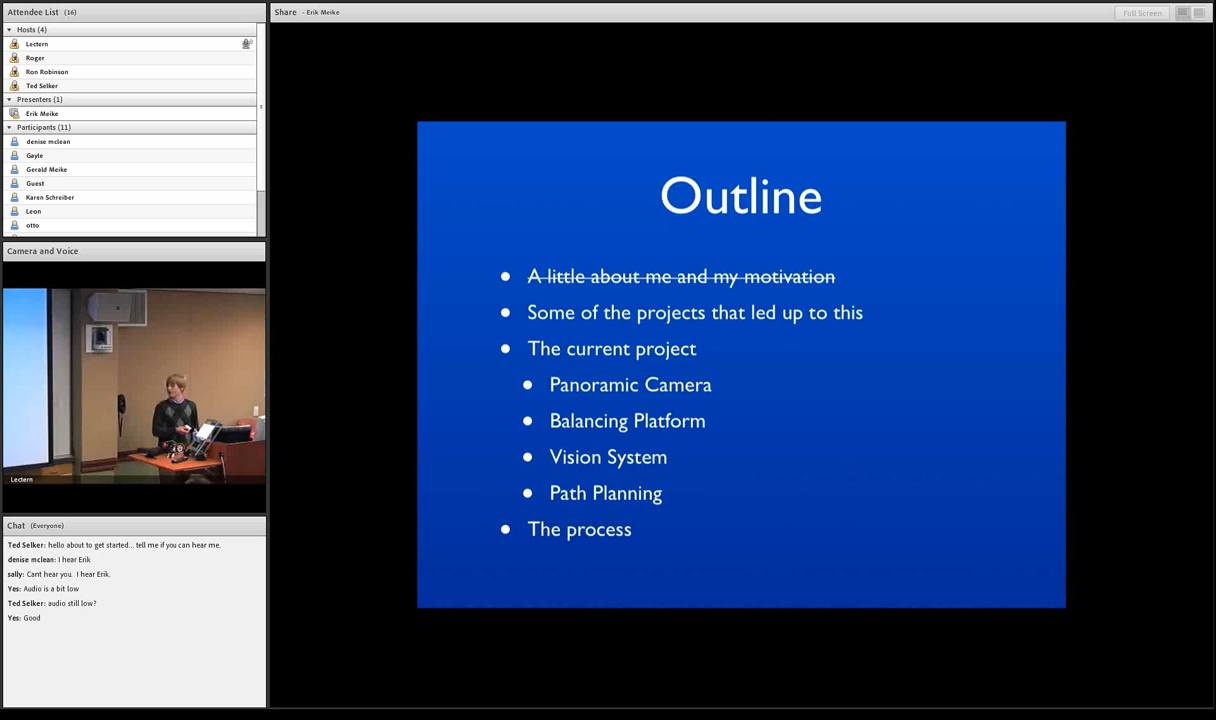 Attendee List (16)
Hosts (4)
Lectern
Roger
Ron Robinson
Ted Selker
Presenters (1)
Erik Meike
Participants (11)
denise mclean
Gayle
Gerald Meike
Guest
Karen Schreiber
Leon
otto
Camera and Voice
Lectern
Chat (Everyone)
Ted Selker: hello about to get started... tell me if you can hear me.
denise mclean: I hear Erik
sally: Cant hear you. I hear Erik.
Yes: Audio is a bit low
Ted Selker: audio still low?
Yes: Good
Share - Erik Meike
Full Screen
Outline
A little about me and my motivation
Some of the projects that led up to this
The current project
Panoramic Camera
Balancing Platform
Vision System
Path Planning
The process